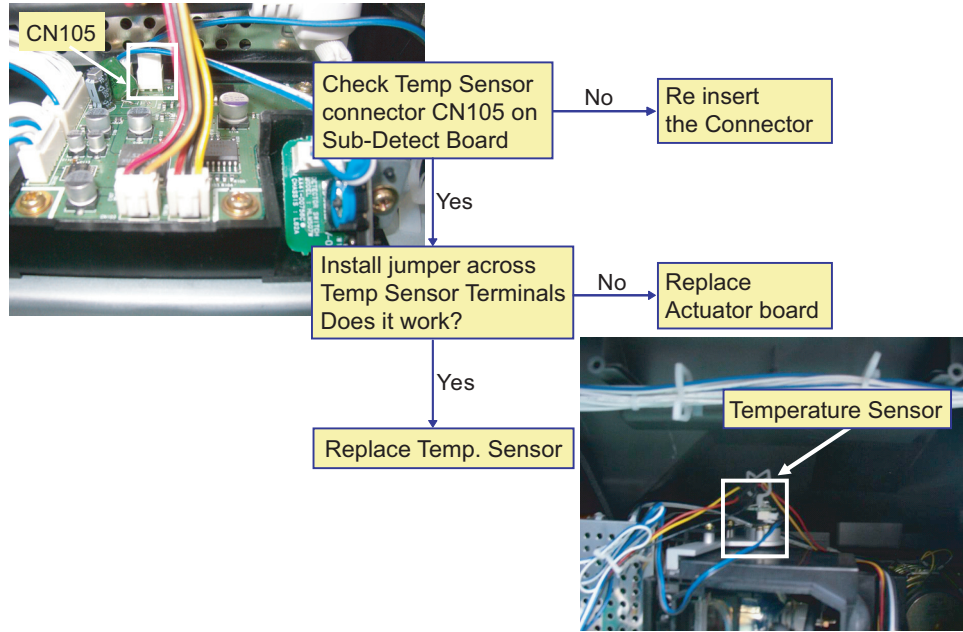 CN105
Check Temp Sensor
connector CN105 on
Sub-Detect Board
No
Re insert
the Connector
Yes
Install jumper across
Temp Sensor Terminals
Does it work?
No
Replace
Actuator board
Yes
Temperature Sensor
Replace Temp. Sensor